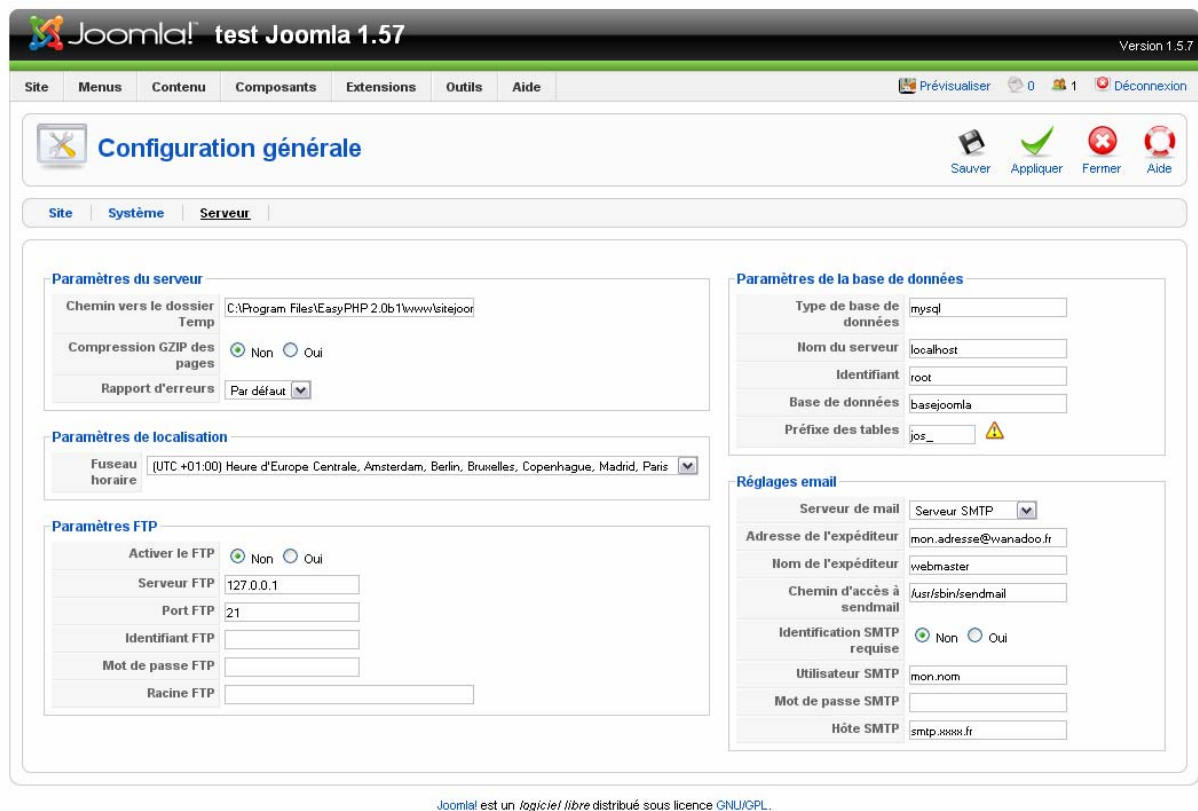 Joomla! test Joomla 1.57
Version 1.5.7
Site Menus Contenu Composants Extensions Outils Aide Prévisualiser 0 1 Déconnexion
Configuration générale
Sauver Appliquer Fermer Aide
Site Système Serveur
Paramètres du serveur
Chemin vers le dossier Temp C:\Program Files\EasyPHP 2.0b1\www\sitejoor
Compression GZIP des pages Non Oui
Rapport d'erreurs Par défaut
Paramètres de localisation
Fuseau horaire (UTC +01:00) Heure d'Europe Centrale, Amsterdam, Berlin, Bruxelles, Copenhague, Madrid, Paris
Paramètres FTP
Activer le FTP Non Oui
Serveur FTP 127.0.0.1
Port FTP 21
Identifiant FTP
Mot de passe FTP
Racine FTP
Paramètres de la base de données
Type de base de données mysql
Nom du serveur localhost
Identifiant root
Base de données basejoomla
Préfixe des tables jos_
Réglages email
Serveur de mail Serveur SMTP
Adresse de l'expéditeur mon.adresse@wanadoo.fr
Nom de l'expéditeur webmaster
Chemin d'accès à sendmail /usr/sbin/sendmail
Identification SMTP requise Non Oui
Utilisateur SMTP mon.nom
Mot de passe SMTP
Hôte SMTP smtp.xxxx.fr
Joomla! est un logiciel libre distribué sous licence GNU/GPL.